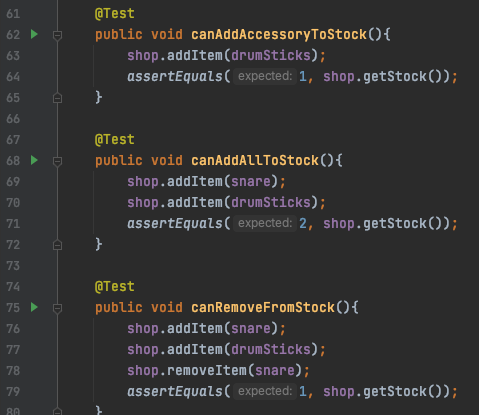 61 @Test
62 public void canAddAccessoryToStock(){
63 shop.addItem(drumSticks);
64 assertEquals( expected: 1, shop.getStock());
65 }
66
67 @Test
68 public void canAddAllToStock(){
69 shop.addItem(snare);
70 shop.addItem(drumSticks);
71 assertEquals( expected: 2, shop.getStock());
72 }
73
74 @Test
75 public void canRemoveFromStock(){
76 shop.addItem(snare);
77 shop.addItem(drumSticks);
78 shop.removeItem(snare);
79 assertEquals( expected: 1, shop.getStock());
80 }